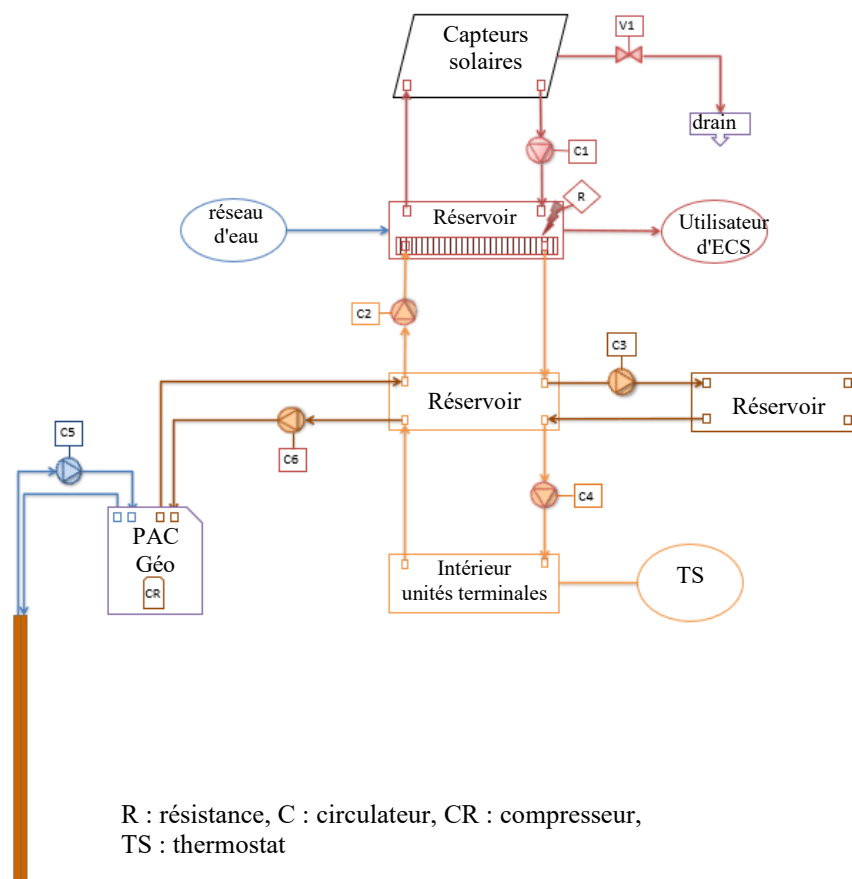 V1
Capteurs
solaires
drain
C1
R
réseau
d'eau
Réservoir
Utilisateur
d'ECS
C2
C3
Réservoir
Réservoir
C5
C6
C4
PAC
Géo
CR
Intérieur
unités terminales
TS
R : résistance, C : circulateur, CR : compresseur,
TS : thermostat